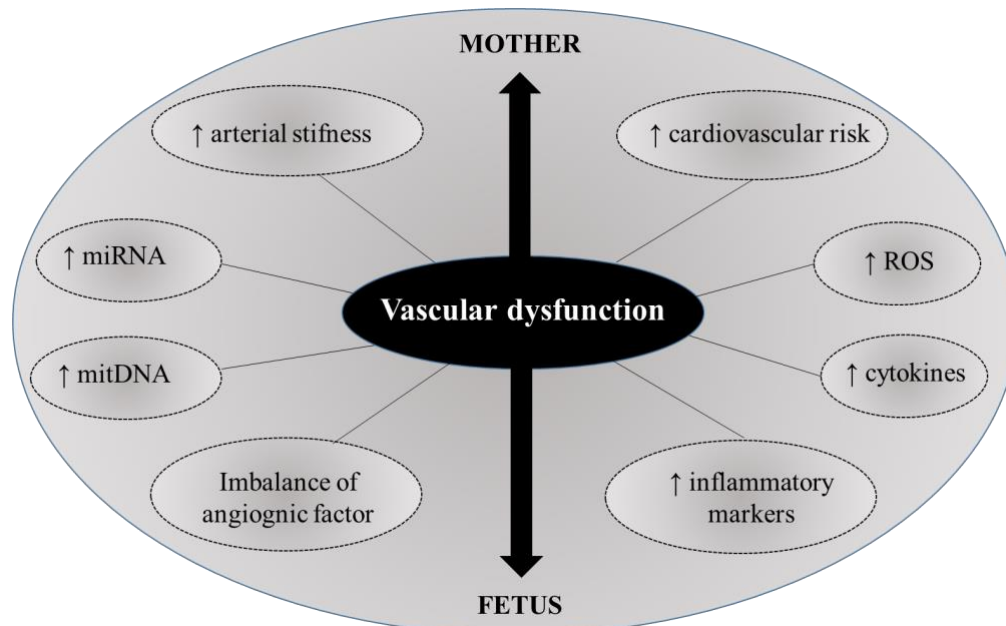 MOTHER
↑ arterial stifness
↑ cardiovascular risk
↑ miRNA
↑ ROS
Vascular dysfunction
↑ mitDNA
↑ cytokines
Imbalance of
angiognic factor
↑ inflammatory
markers
FETUS